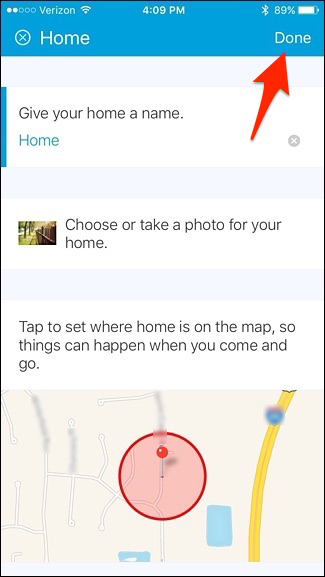 Verizon 4:09 PM 89%
Home Done
Give your home a name.
Home
Choose or take a photo for your
home.
Tap to set where home is on the map, so
things can happen when you come and
go.